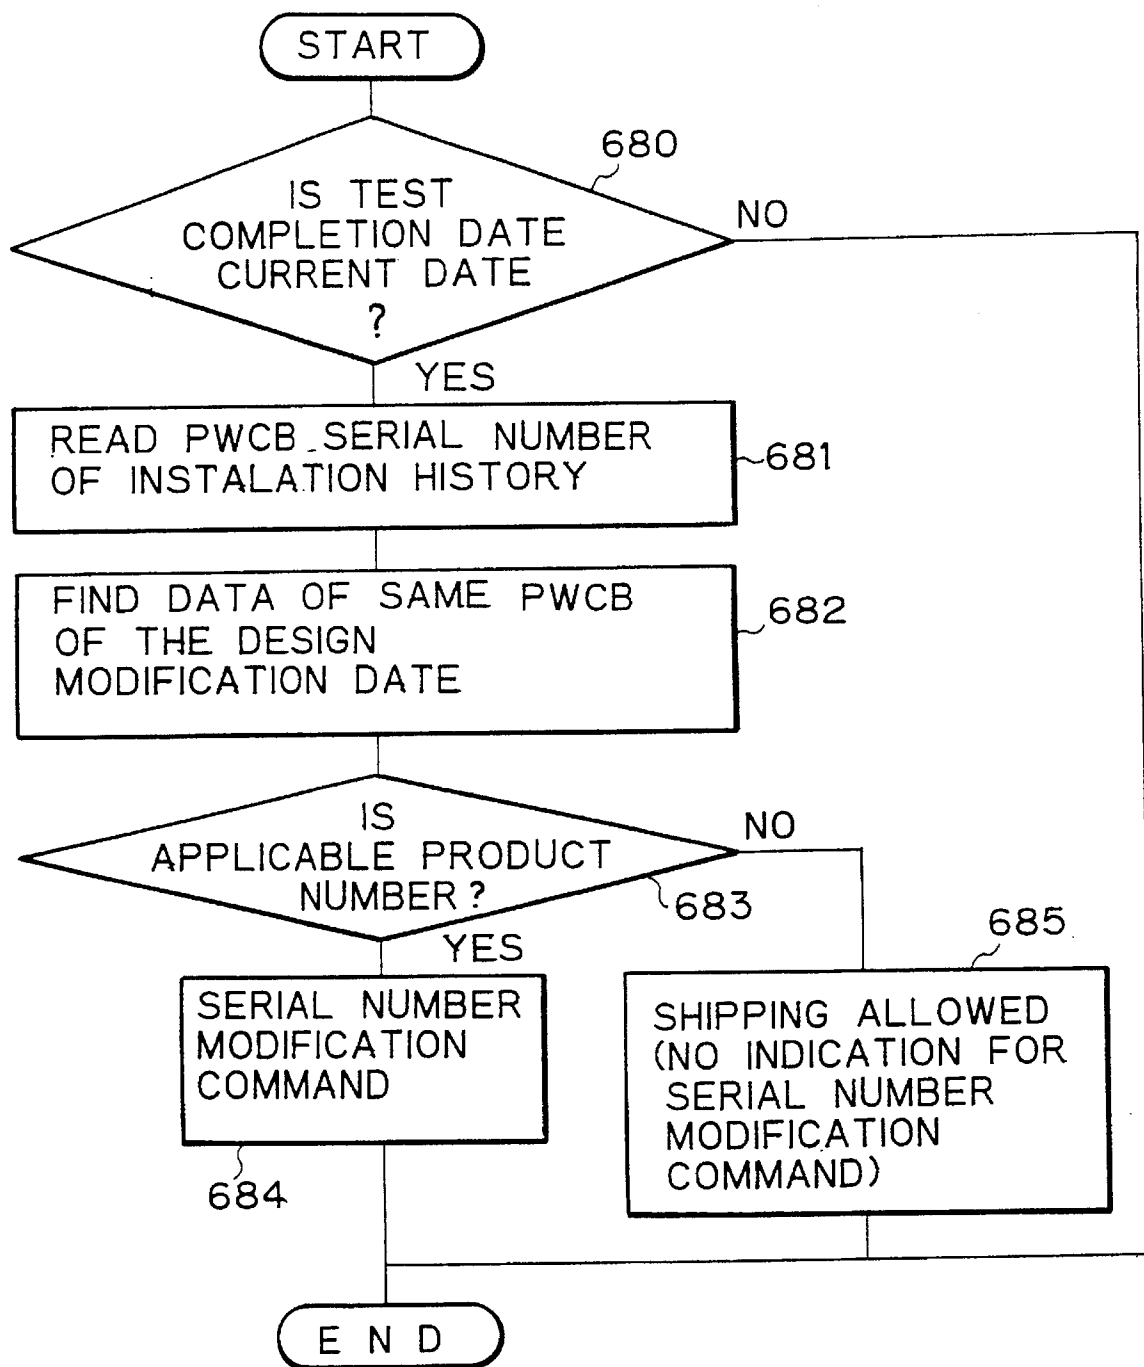 START
680
IS TEST
COMPLETION DATE
CURRENT DATE
?
NO
YES
READ PWCB SERIAL NUMBER
OF INSTALATION HISTORY
681
FIND DATA OF SAME PWCB
OF THE DESIGN
MODIFICATION DATE
682
IS
APPLICABLE PRODUCT
NUMBER?
NO
683
YES
685
SERIAL NUMBER
MODIFICATION
COMMAND
684
SHIPPING ALLOWED
(NO INDICATION FOR
SERIAL NUMBER
MODIFICATION
COMMAND)
END